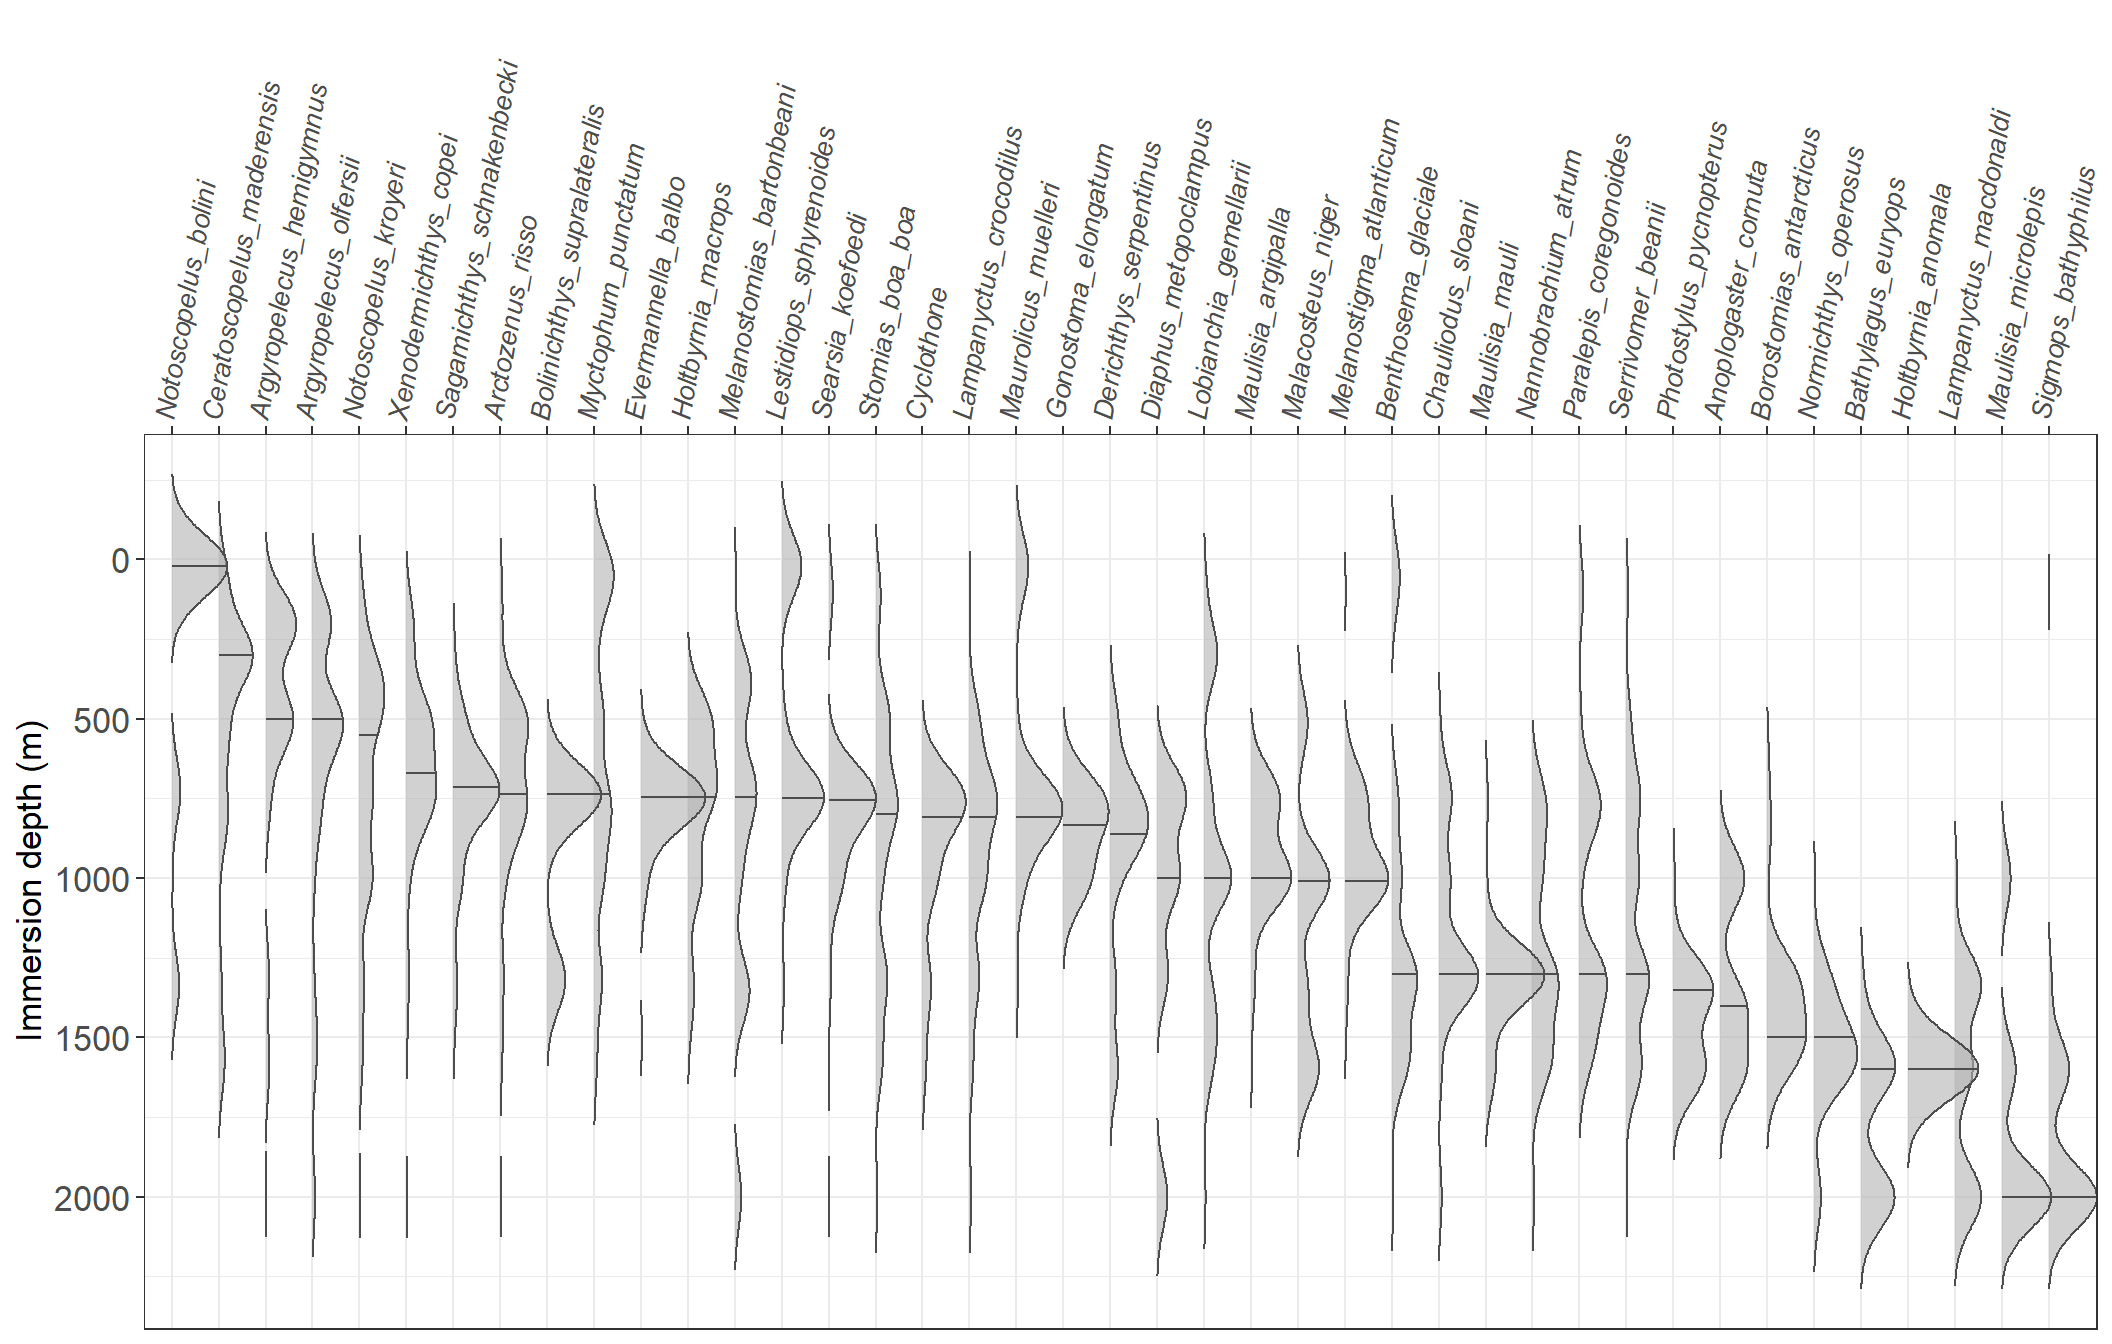 Notoscopelus_bolini
Ceratoscopelus_maderensis
Argyropelecus_hemigymnus
Argyropelecus_olfersii
Notoscopelus_kroyeri
Xenodermichthys_copei
Sagamichthys_schnakenbecki
Arctozenus_risso
Bolinichthys_supralateralis
Myctophum_punctatum
Evermannella_balbo
Holtbyrnia_macrops
Melanostomias_bartonbeani
Lestidiops_sphyrenoides
Searsia_koefoedi
Stomias_boa_boa
Cyclothone
Lampanyctus_crocodilus
Maurolicus_muelleri
Gonostoma_elongatum
Derichthys_serpentinus
Diaphus_metopoclampus
Lobianchia_gemellarii
Maulisia_argipalla
Malacosteus_niger
Melanostigma_atlanticum
Benthosema_glaciale
Chauliodus_sloani
Maulisia_mauli
Nannobrachium_atrum
Paralepis_coregonoides
Serrivomer_beanii
Photostylus_pycnopterus
Anoplogaster_cornuta
Borostomias_antarcticus
Normichthys_operosus
Bathylagus_euryops
Holtbyrnia_anomala
Lampanyctus_macdonaldi
Maulisia_microlepis
Sigmops_bathyphilus
Immersion depth (m)
0
500
1000
1500
2000